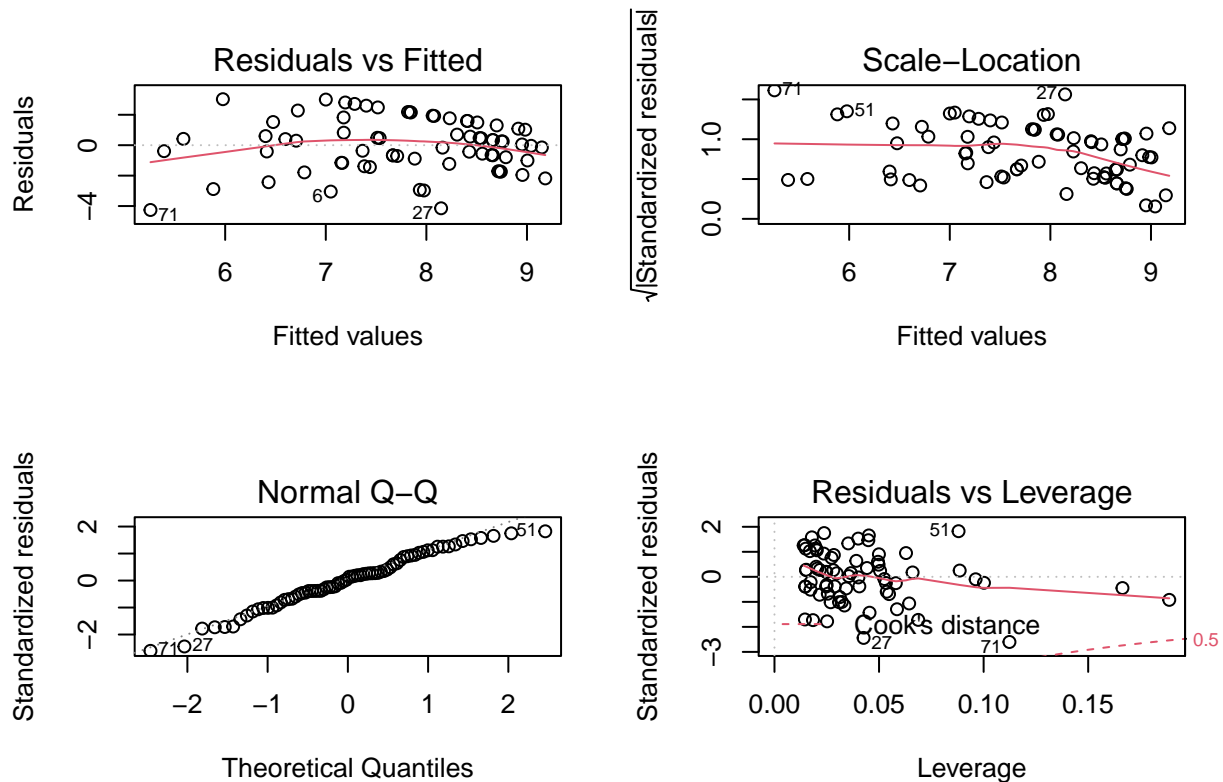 Residuals vs Fitted
Residuals
0
−4
71
6
27
6 7 8 9
Fitted values
Scale−Location
√|Standardized residuals|
1.0
0.0
71
51
27
6 7 8 9
Fitted values
Normal Q−Q
Standardized residuals
2
0
−2
71
27
51
−2 −1 0 1 2
Theoretical Quantiles
Residuals vs Leverage
Standardized residuals
2
0
−3
51
Cook's distance
27
71
0.5
0.00 0.05 0.10 0.15
Leverage